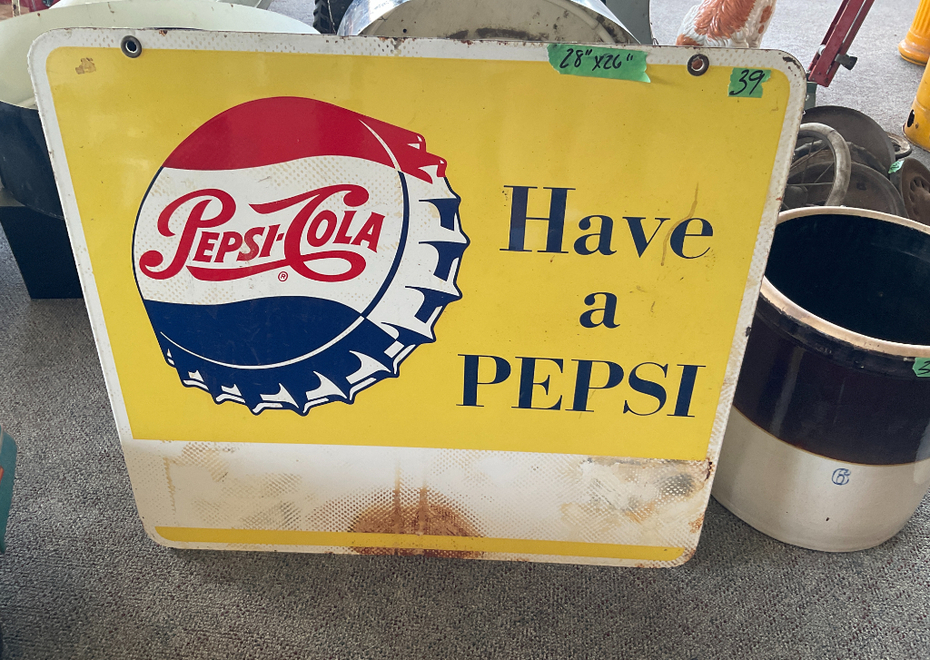 28"x26"
39
PEPSI-COLA
®
Have
a
PEPSI
6